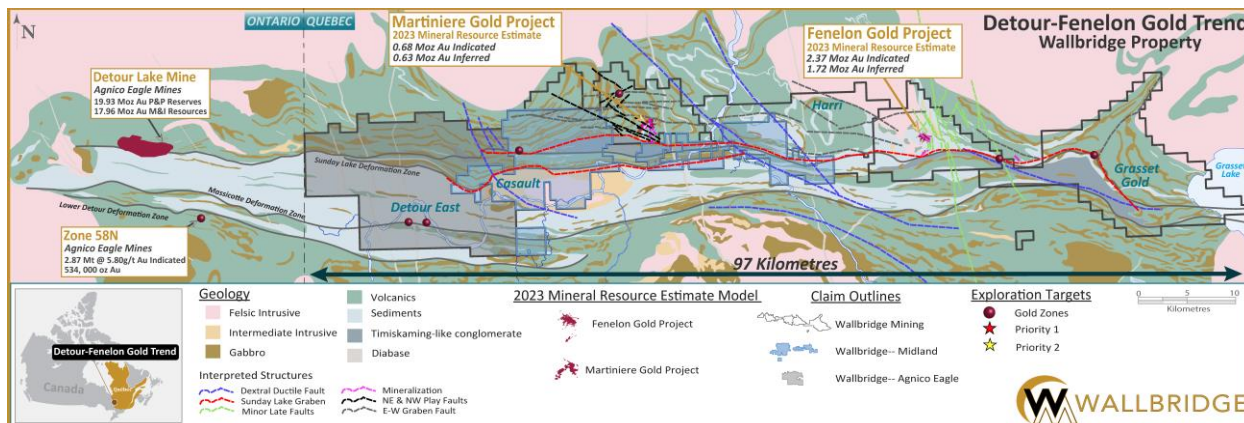 N
ONTARIO QUEBEC
Martiniere Gold Project
2023 Mineral Resource Estimate
0.68 Moz Au Indicated
0.63 Moz Au Inferred
Detour-Fenelon Gold Trend
Wallbridge Property
Fenelon Gold Project
2023 Mineral Resource Estimate
2.37 Moz Au Indicated
1.72 Moz Au Inferred
Detour Lake Mine
Agnico Eagle Mines
19.93 Moz Au P&P Reserves
17.96 Moz Au M&I Resources
Harri
Sunday Lake Deformation Zone
Casault
Grasset
Gold
Grasset
Lake
Massicotte Deformation Zone
Lower Detour Deformation Zone
Detour East
Zone 58N
Agnico Eagle Mines
2.87 Mt @ 5.80g/t Au Indicated
534, 000 oz Au
97 Kilometres
Detour-Fenelon Gold Trend
Canada
Quebec
Geology
Felsic Intrusive
Intermediate Intrusive
Gabbro
Volcanics
Sediments
Timiskaming-like conglomerate
Diabase
Interpreted Structures
Dextral Ductile Fault
Sunday Lake Graben
Minor Late Faults
Mineralization
NE & NW Play Faults
E-W Graben Fault
2023 Mineral Resource Estimate Model
Fenelon Gold Project
Martiniere Gold Project
Claim Outlines
Wallbridge Mining
Wallbridge-- Midland
Wallbridge-- Agnico Eagle
Exploration Targets
Gold Zones
Priority 1
Priority 2
0 5 10
Kilometres
WALLBRIDGE